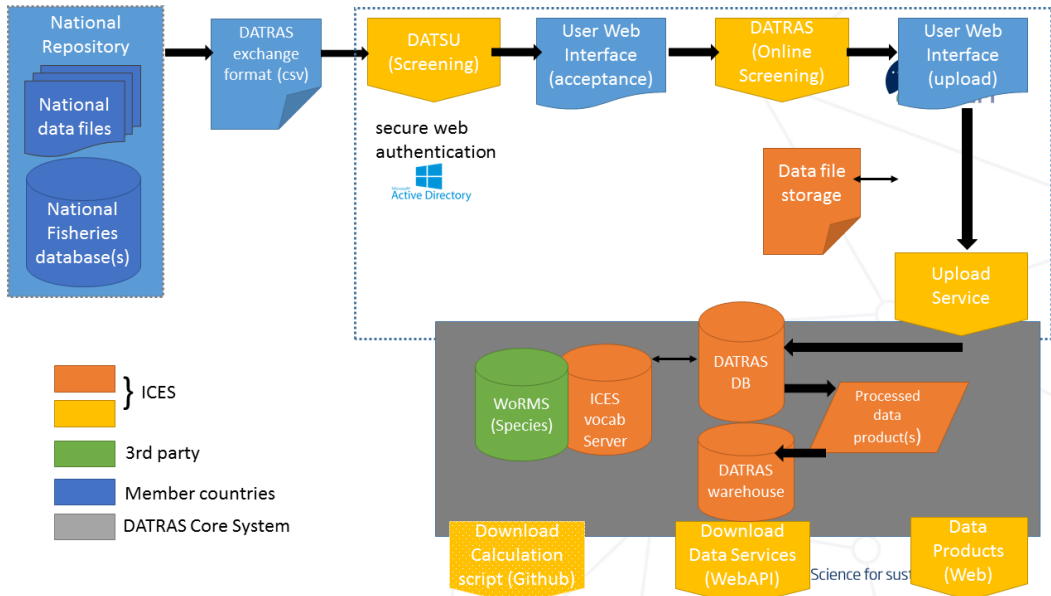 National
Repository
National
data files
National
Fisheries
database(s)
DATRAS
exchange
format (csv)
DATSU
(Screening)
User Web
Interface
(acceptance)
DATRAS
(Online
Screening)
User Web
Interface
(upload)
secure web
authentication
Microsoft
Active Directory
Data file
storage
Upload
Service
WoRMS
(Species)
ICES
vocab
Server
DATRAS
DB
Processed
data
product(s)
DATRAS
warehouse
} ICES
3rd party
Member countries
DATRAS Core System
Download
Calculation
script (Github)
Download
Data Services
(WebAPI)
Data
Products
(Web)
Science for